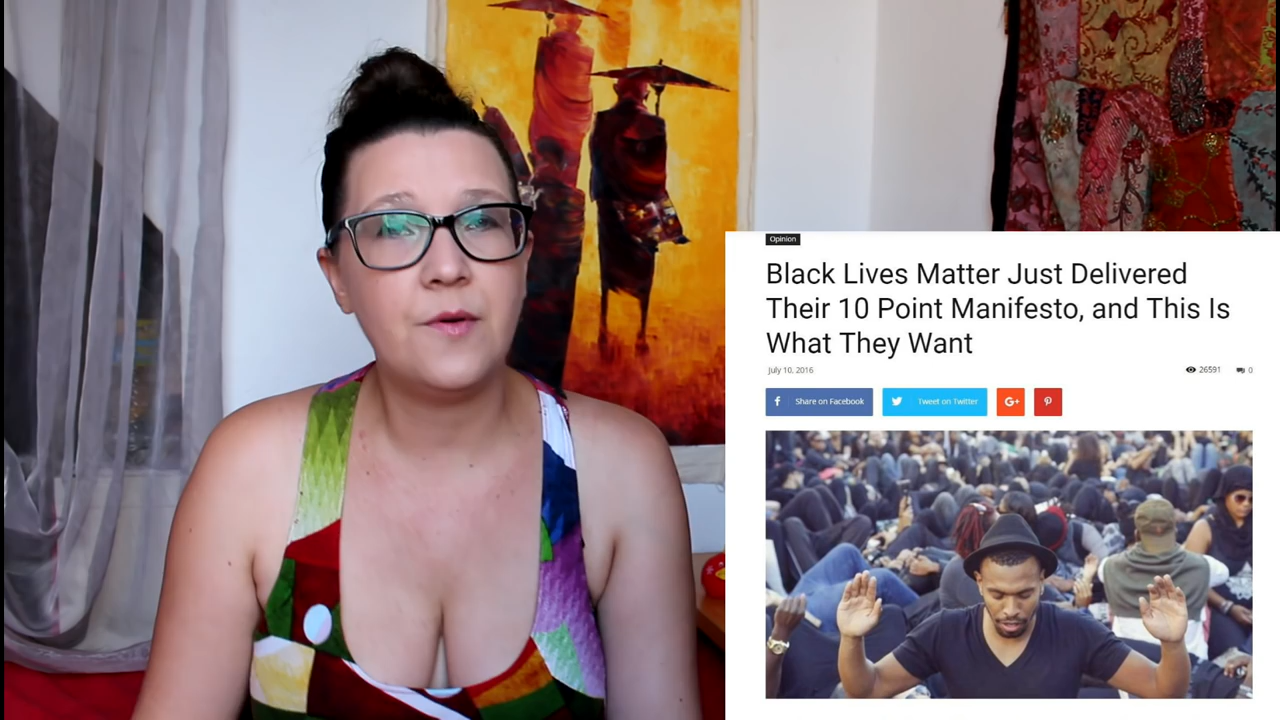 Opinion
Black Lives Matter Just Delivered
Their 10 Point Manifesto, and This Is
What They Want
July 10, 2016 26591 0
Share on Facebook Tweet on Twitter G+